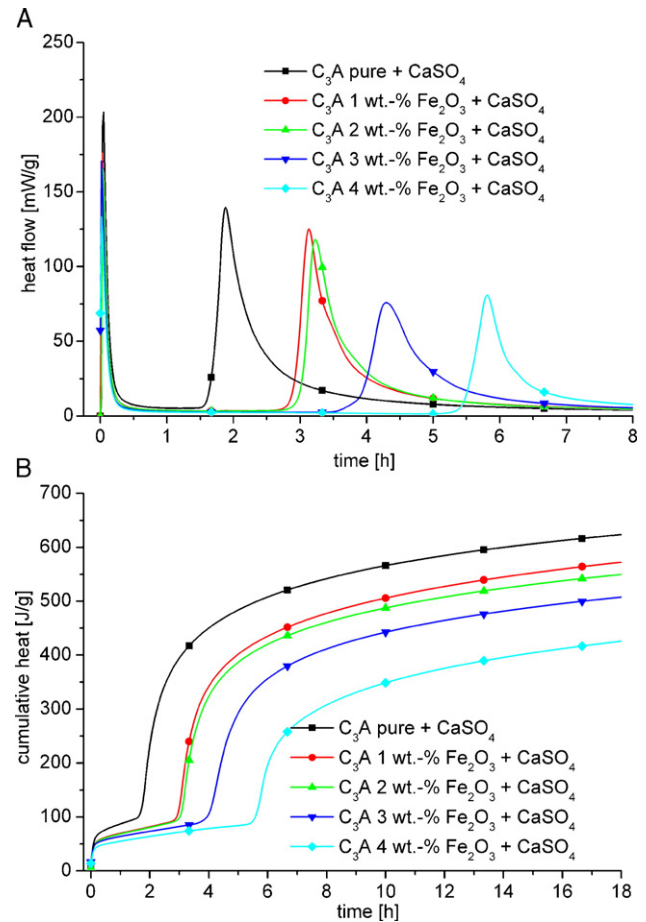 A
C₃A pure + CaSO₄
C₃A 1 wt.-% Fe₂O₃ + CaSO₄
C₃A 2 wt.-% Fe₂O₃ + CaSO₄
C₃A 3 wt.-% Fe₂O₃ + CaSO₄
C₃A 4 wt.-% Fe₂O₃ + CaSO₄
250
200
150
100
50
0
heat flow [mW/g]
0 1 2 3 4 5 6 7 8
time [h]
B
700
600
500
400
300
200
100
0
cumulative heat [J/g]
C₃A pure + CaSO₄
C₃A 1 wt.-% Fe₂O₃ + CaSO₄
C₃A 2 wt.-% Fe₂O₃ + CaSO₄
C₃A 3 wt.-% Fe₂O₃ + CaSO₄
C₃A 4 wt.-% Fe₂O₃ + CaSO₄
0 2 4 6 8 10 12 14 16 18
time [h]